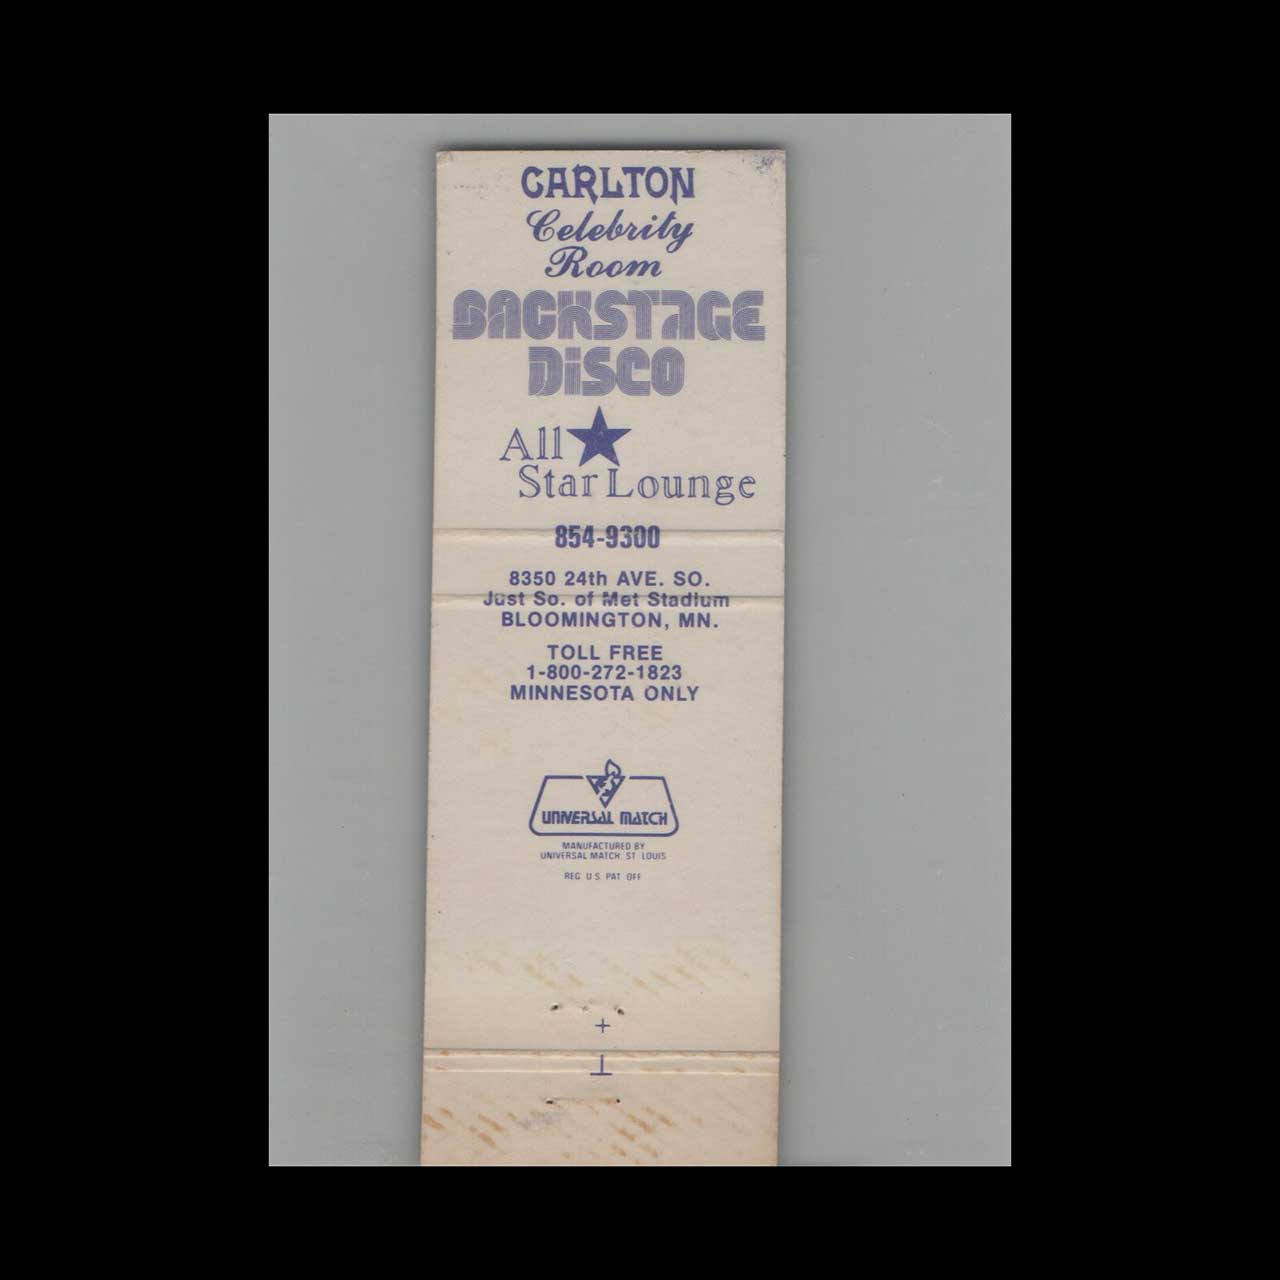 CARLTON
Celebrity
Room
BACKSTAGE
DiSCO
All ★
Star Lounge
854-9300
8350 24th AVE. SO.
Just So. of Met Stadium
BLOOMINGTON, MN.
TOLL FREE
1-800-272-1823
MINNESOTA ONLY
UNIVERSAL MATCH
MANUFACTURED BY
UNIVERSAL MATCH, ST. LOUIS
REG. U.S. PAT. OFF.